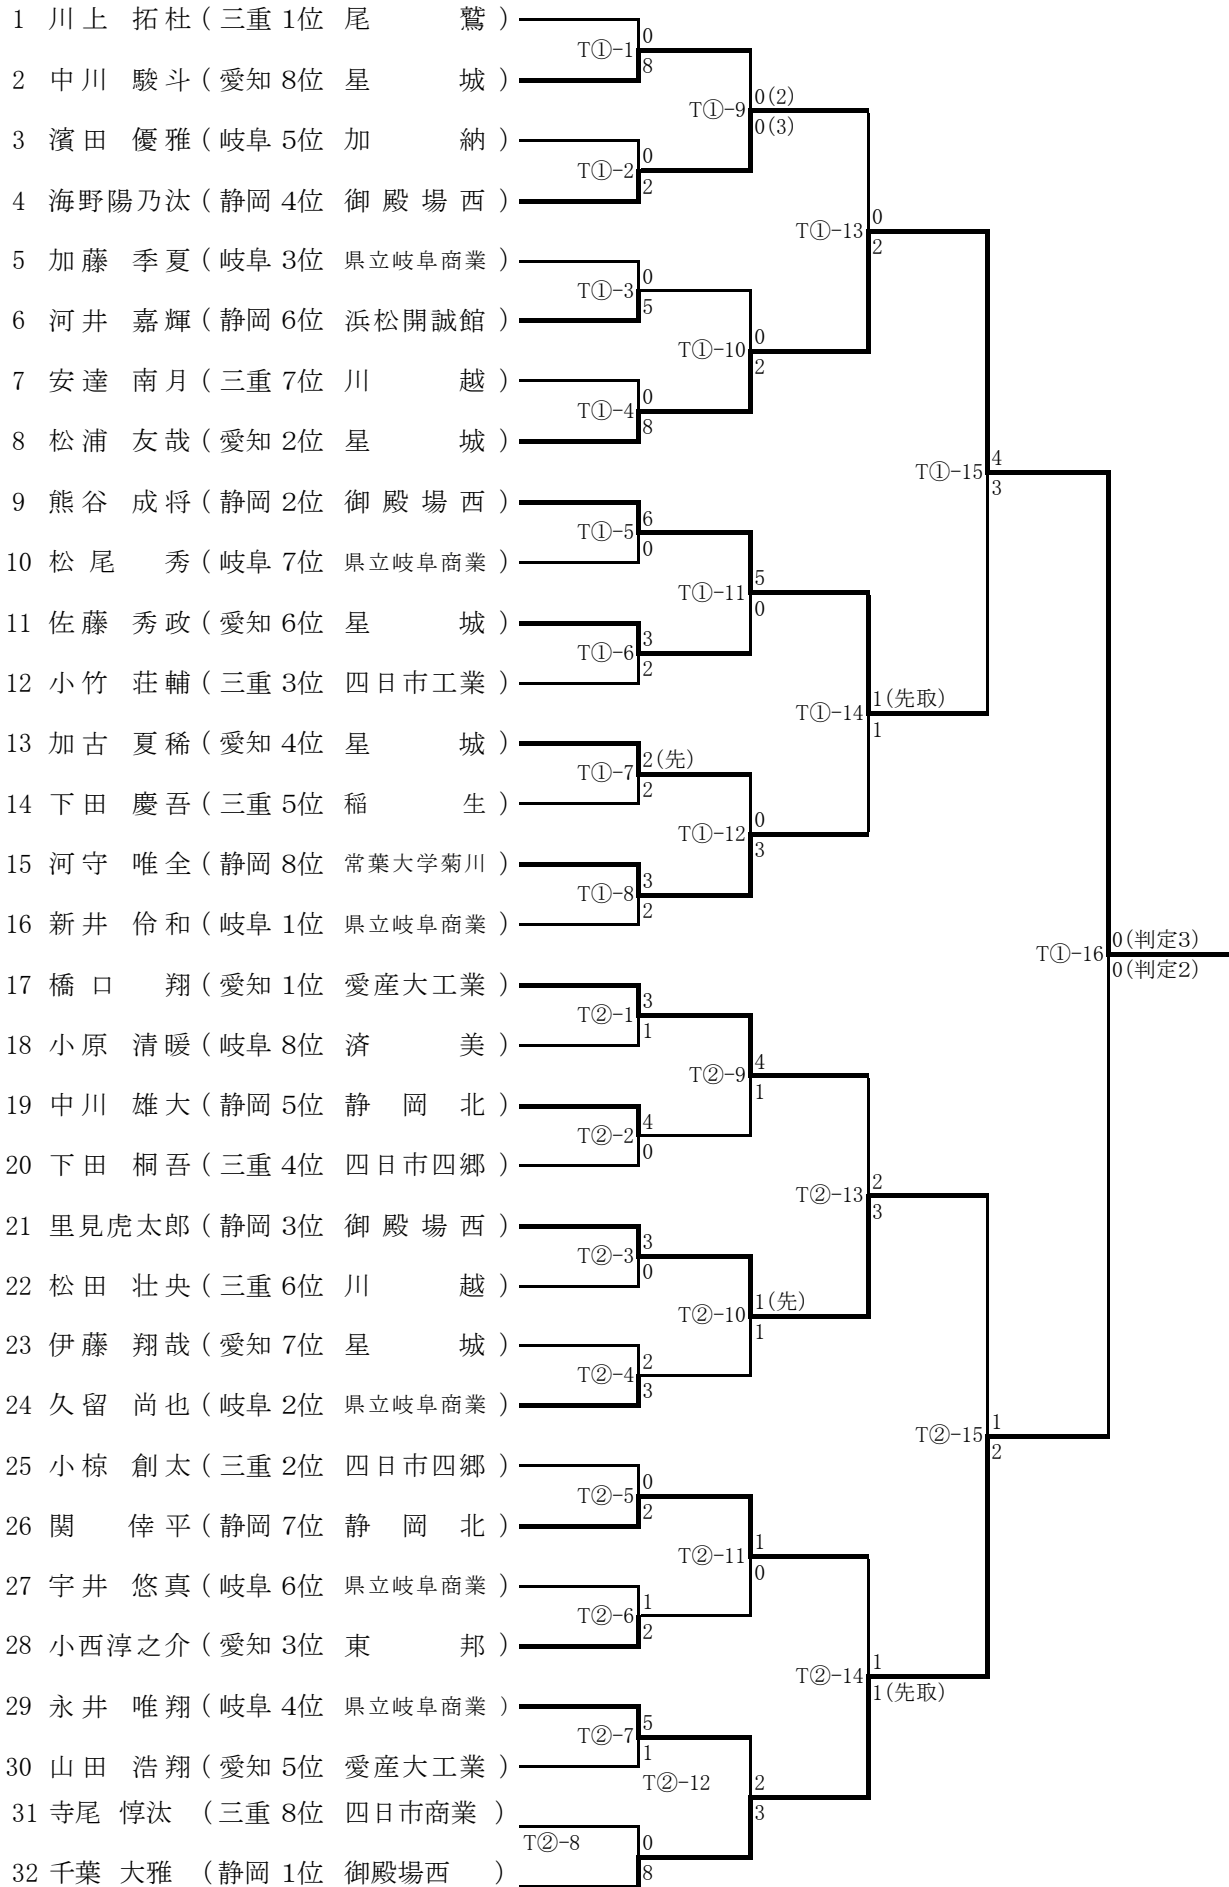 1 川上 拓杜 ( 三重 1位 尾鷲 )
T①-1 0
8
2 中川 駿斗 ( 愛知 8位 星城 )
T①-9 0(2)
0(3)
3 濱田 優雅 ( 岐阜 5位 加納 )
T①-2 0
2
4 海野陽乃汰 ( 静岡 4位 御殿場西 )
T①-13 0
2
5 加藤 季夏 ( 岐阜 3位 県立岐阜商業 )
T①-3 0
5
6 河井 嘉輝 ( 静岡 6位 浜松開誠館 )
T①-10 0
2
7 安達 南月 ( 三重 7位 川越 )
T①-4 0
8
8 松浦 友哉 ( 愛知 2位 星城 )
T①-15 4
3
9 熊谷 成将 ( 静岡 2位 御殿場西 )
T①-5 6
0
10 松尾 秀 ( 岐阜 7位 県立岐阜商業 )
T①-11 5
0
11 佐藤 秀政 ( 愛知 6位 星城 )
T①-6 3
2
12 小竹 荘輔 ( 三重 3位 四日市工業 )
T①-14 1(先取)
1
13 加古 夏稀 ( 愛知 4位 星城 )
T①-7 2(先)
2
14 下田 慶吾 ( 三重 5位 稲生 )
T①-12 0
3
15 河守 唯全 ( 静岡 8位 常葉大学菊川 )
T①-8 3
2
16 新井 伶和 ( 岐阜 1位 県立岐阜商業 )
T①-16 0(判定3)
0(判定2)
17 橋口 翔 ( 愛知 1位 愛産大工業 )
T②-1 3
1
18 小原 清暖 ( 岐阜 8位 済美 )
T②-9 4
1
19 中川 雄大 ( 静岡 5位 静岡北 )
T②-2 4
0
20 下田 桐吾 ( 三重 4位 四日市四郷 )
T②-13 2
3
21 里見虎太郎 ( 静岡 3位 御殿場西 )
T②-3 3
0
22 松田 壮央 ( 三重 6位 川越 )
T②-10 1(先)
1
23 伊藤 翔哉 ( 愛知 7位 星城 )
T②-4 2
3
24 久留 尚也 ( 岐阜 2位 県立岐阜商業 )
T②-15 1
2
25 小椋 創太 ( 三重 2位 四日市四郷 )
T②-5 0
2
26 関 倖平 ( 静岡 7位 静岡北 )
T②-11 1
0
27 宇井 悠真 ( 岐阜 6位 県立岐阜商業 )
T②-6 1
2
28 小西淳之介 ( 愛知 3位 東邦 )
T②-14 1
1(先取)
29 永井 唯翔 ( 岐阜 4位 県立岐阜商業 )
T②-7 5
1
30 山田 浩翔 ( 愛知 5位 愛産大工業 )
T②-12 2
3
31 寺尾 惇汰 ( 三重 8位 四日市商業 )
T②-8 0
8
32 千葉 大雅 ( 静岡 1位 御殿場西 )